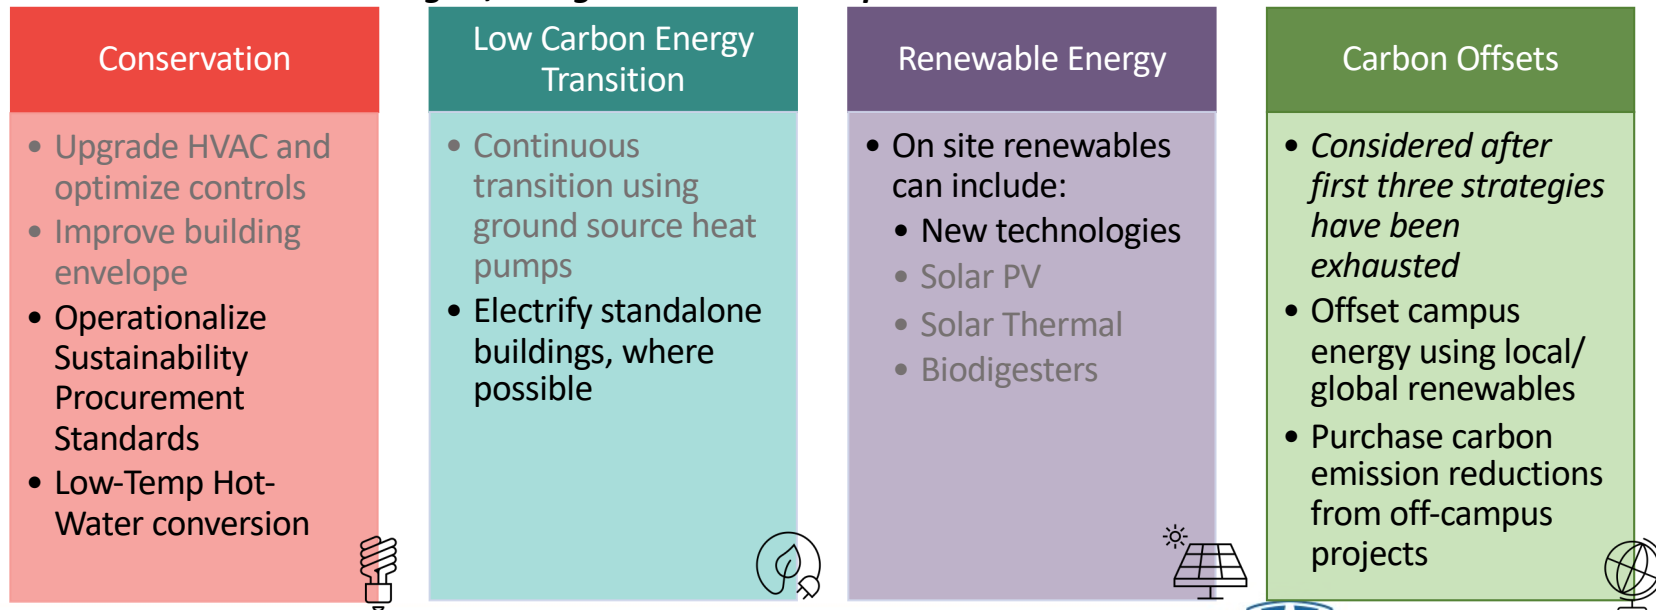 Conservation
• Upgrade HVAC and
optimize controls
• Improve building
envelope
• Operationalize
Sustainability
Procurement
Standards
• Low-Temp Hot-
Water conversion
Low Carbon Energy
Transition
• Continuous
transition using
ground source heat
pumps
• Electrify standalone
buildings, where
possible
Renewable Energy
• On site renewables
can include:
• New technologies
• Solar PV
• Solar Thermal
• Biodigesters
Carbon Offsets
• Considered after
first three strategies
have been
exhausted
• Offset campus
energy using local/
global renewables
• Purchase carbon
emission reductions
from off-campus
projects